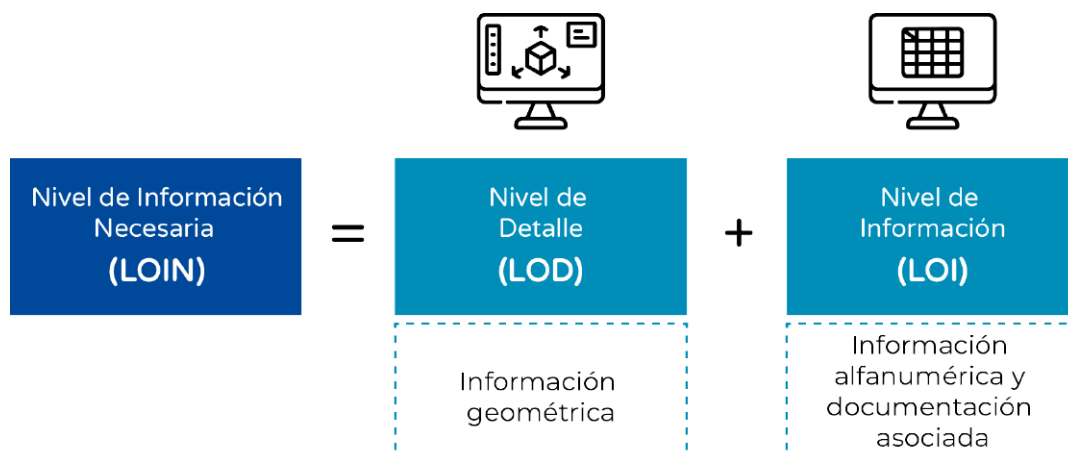 Nivel de Información
Necesaria
(LOIN)
=
Nivel de
Detalle
(LOD)
+
Nivel de
Información
(LOI)
Información
geométrica
Información
alfanumérica y
documentación
asociada